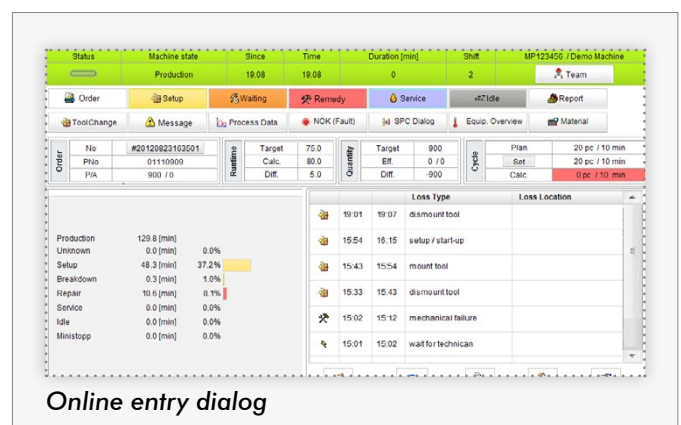 Status Machine state Since Time Duration [min] Shift MP123456 / Demo Machine
Production 19.08 19.08 0 2 Team
Order Setup Waiting Remedy Service Idle Report
ToolChange Message Process Data NOK (Fault) SPC Dialog Equip. Overview Material
Order No #20120823163501 Runtime Target 75.0 Quantity Target 900 Cycle Plan 20 pc / 10 min
PNo 01110900 Calc. 80.0 Eff. 0 / 0 Set 20 pc / 10 min
P/A 900 / 0 Diff. 5.0 Diff. -900 Calc. 0 pc / 10 min
Loss Type Loss Location
19:01 19:07 dismount tool
15:54 16:15 setup / start-up
15:43 15:54 mount tool
15:33 15:43 dismount tool
15:02 15:12 mechanical failure
15:01 15:02 wait for technican
Production 129.8 [min]
Unknown 0.0 [min] 0.0%
Setup 48.3 [min] 37.2%
Breakdown 0.3 [min] 1.0%
Repair 10.6 [min] 8.1%
Service 0.0 [min] 0.0%
Idle 0.0 [min] 0.0%
Ministopp 0.0 [min] 0.0%
Online entry dialog